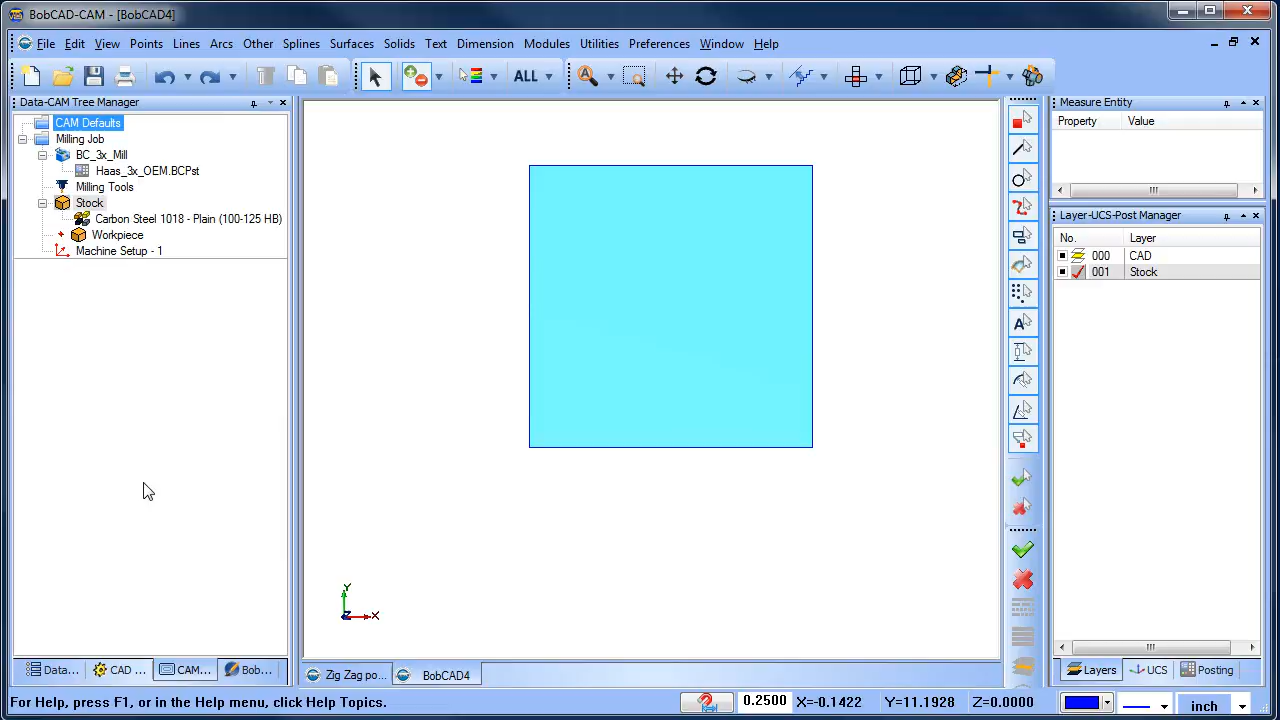 BobCAD-CAM - [BobCAD4]
File Edit View Points Lines Arcs Other Splines Surfaces Solids Text Dimension Modules Utilities Preferences Window Help
ALL
Data-CAM Tree Manager
CAM Defaults
Milling Job
BC_3x_Mill
Haas_3x_OEM.BCPst
Milling Tools
Stock
Carbon Steel 1018 - Plain (100-125 HB)
Workpiece
Machine Setup - 1
Y
Z X
Measure Entity
Property Value
Layer-UCS-Post Manager
No. Layer
000 CAD
001 Stock
Data... CAD ... CAM... Bob...
Zig Zag po... BobCAD4
Layers UCS Posting
For Help, press F1, or in the Help menu, click Help Topics.
0.2500 X=-0.1422 Y=11.1928 Z=0.0000 inch